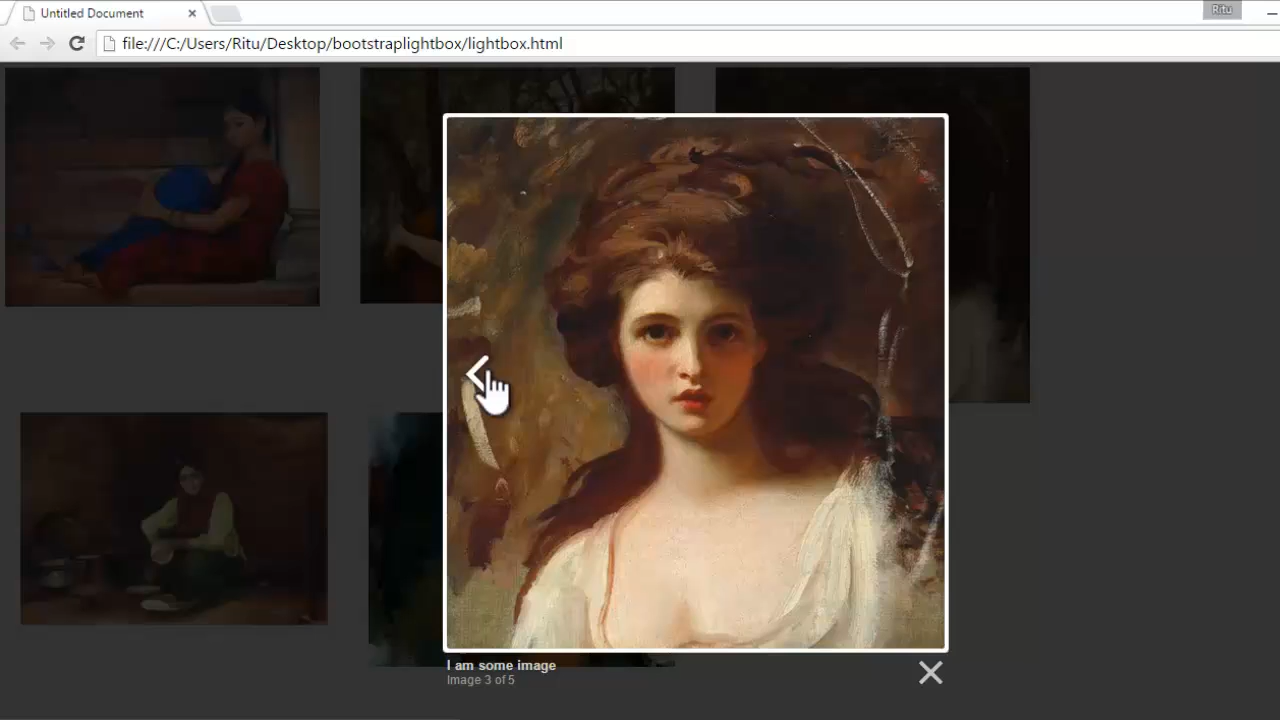 Untitled Document
Ritu
file:///C:/Users/Ritu/Desktop/bootstraplightbox/lightbox.html
I am some image
Image 3 of 5